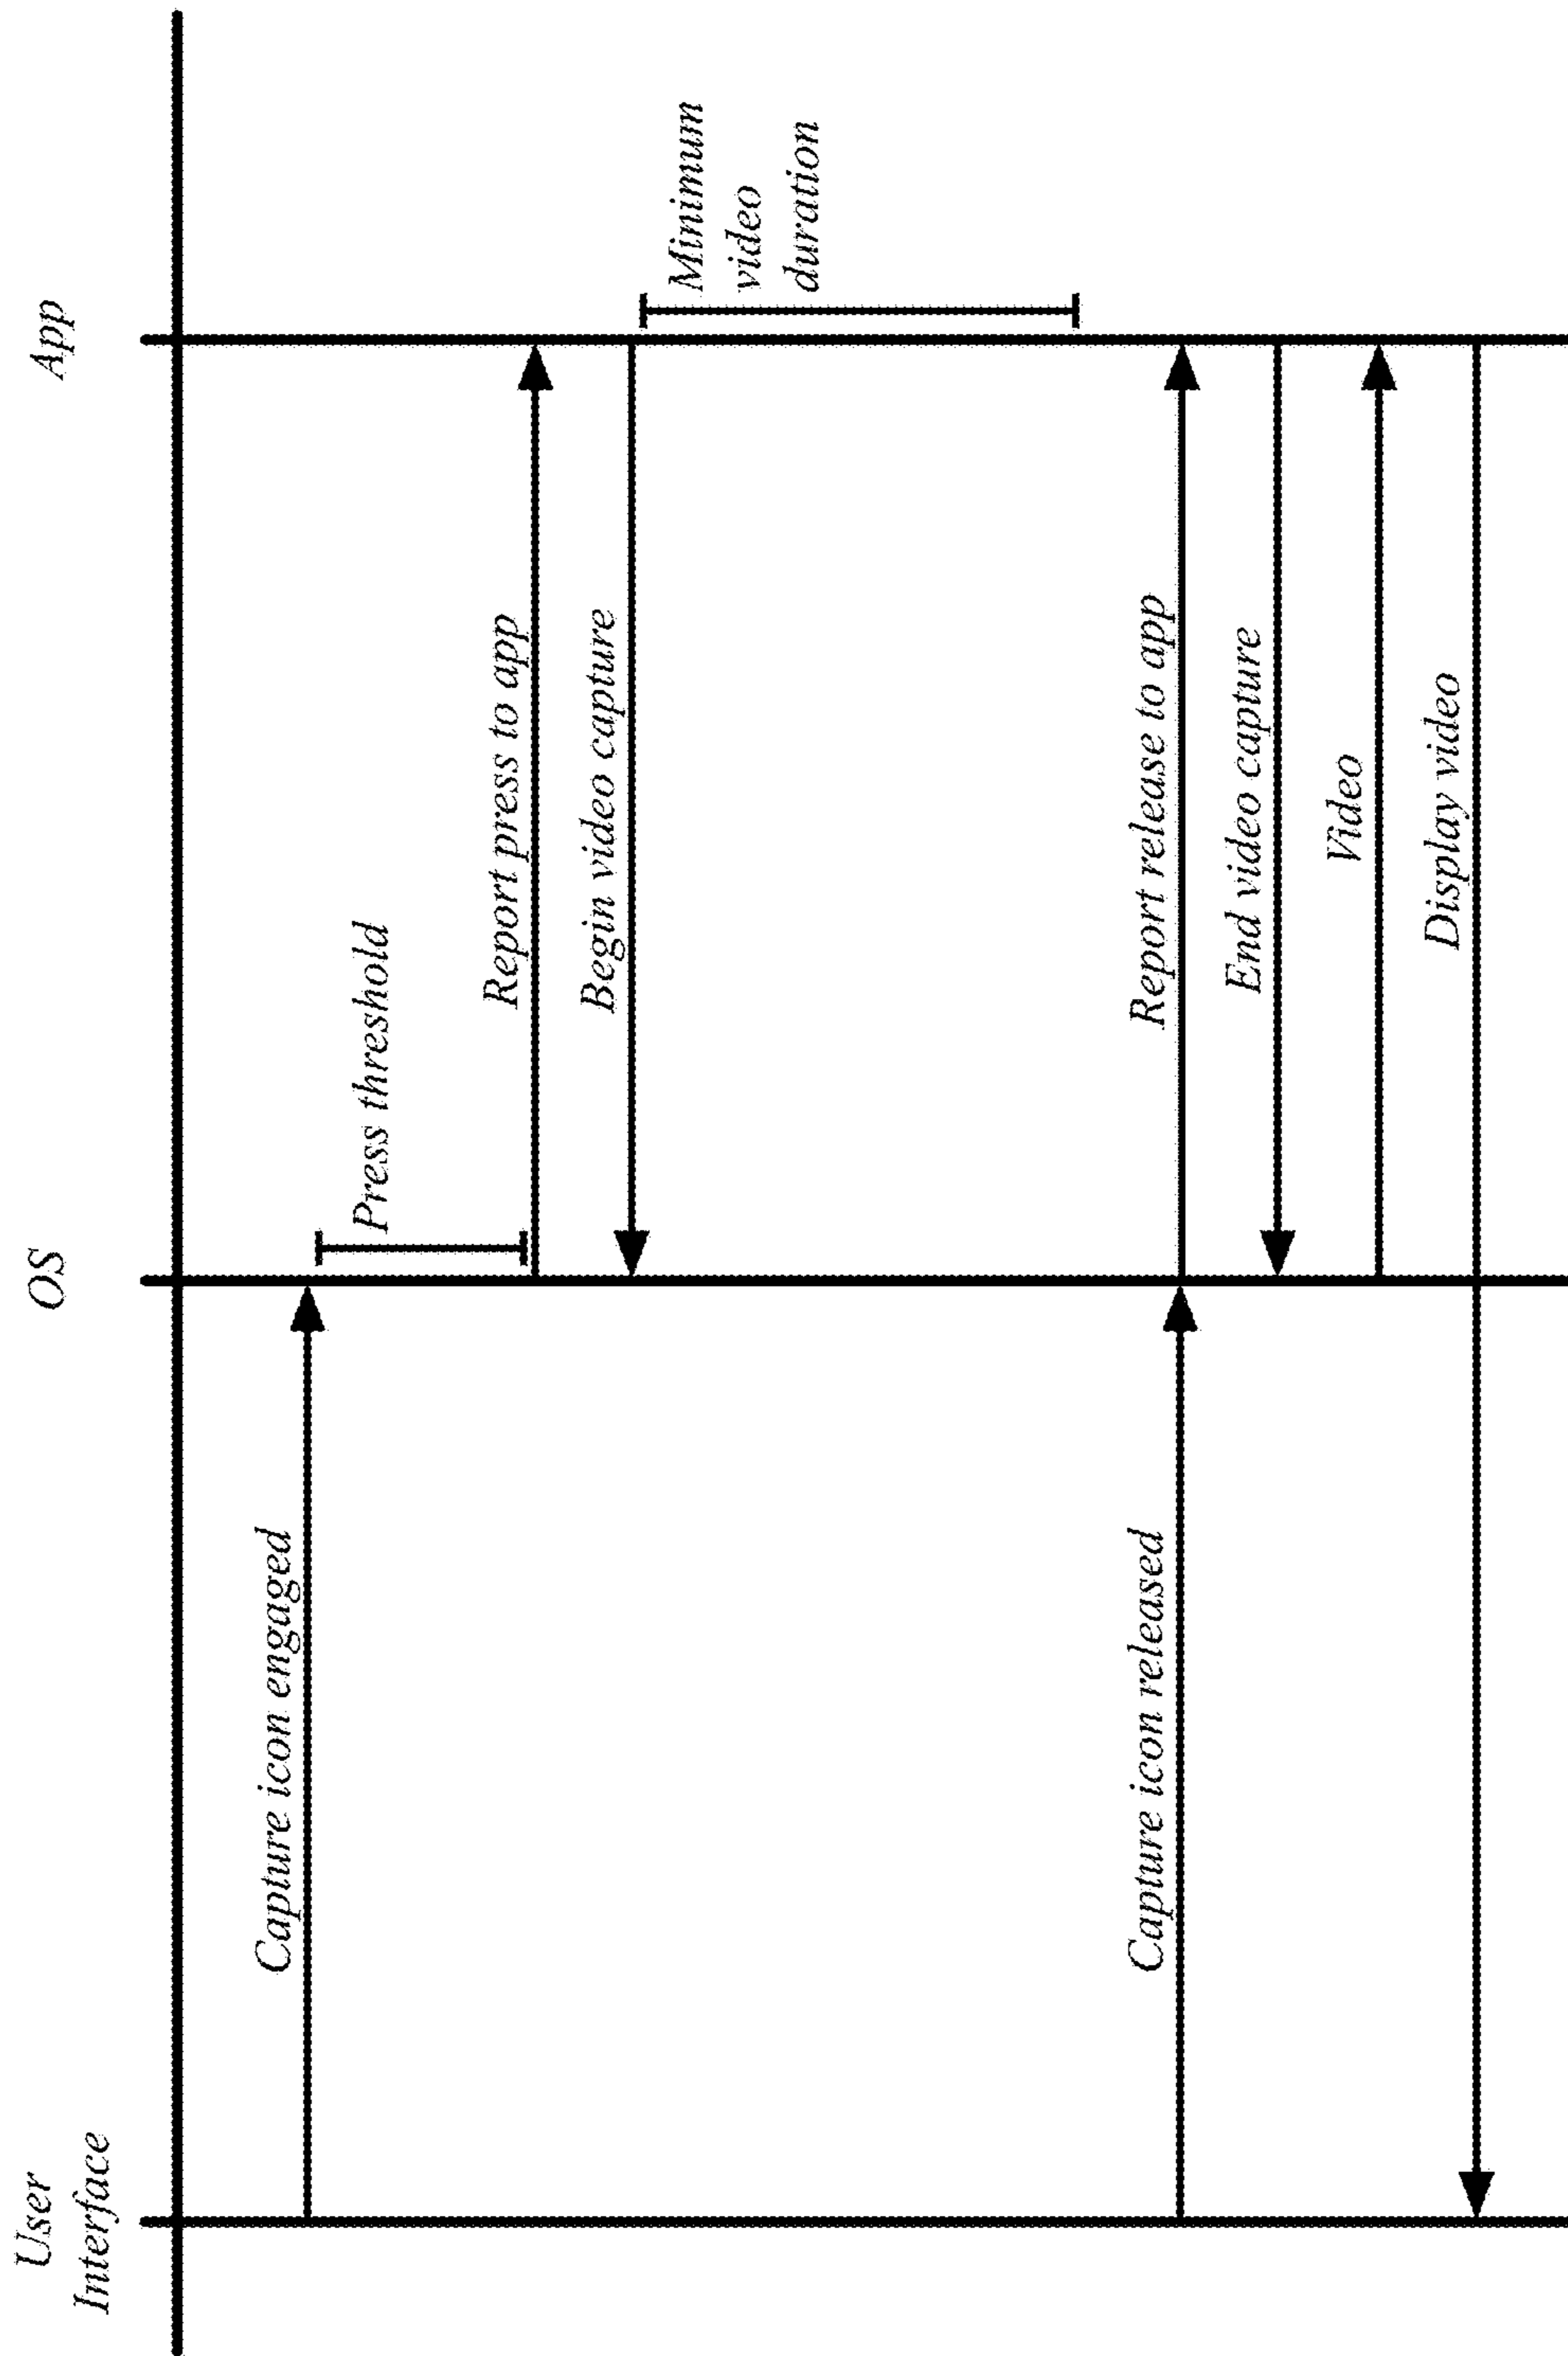 User
Interface
OS
App
Capture icon engaged
Press threshold
Report press to app
Begin video capture
Minimum
video
duration
Capture icon released
Report release to app
End video capture
Video
Display video